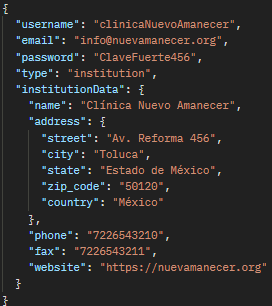 {
  "username": "clinicaNuevoAmanecer",
  "email": "info@nuevamanecer.org",
  "password": "ClaveFuerte456",
  "type": "institution",
  "institutionData": {
    "name": "Clínica Nuevo Amanecer",
    "address": {
      "street": "Av. Reforma 456",
      "city": "Toluca",
      "state": "Estado de México",
      "zip_code": "50120",
      "country": "México"
    },
    "phone": "7226543210",
    "fax": "7226543211",
    "website": "https://nuevamanecer.org"
  }
}